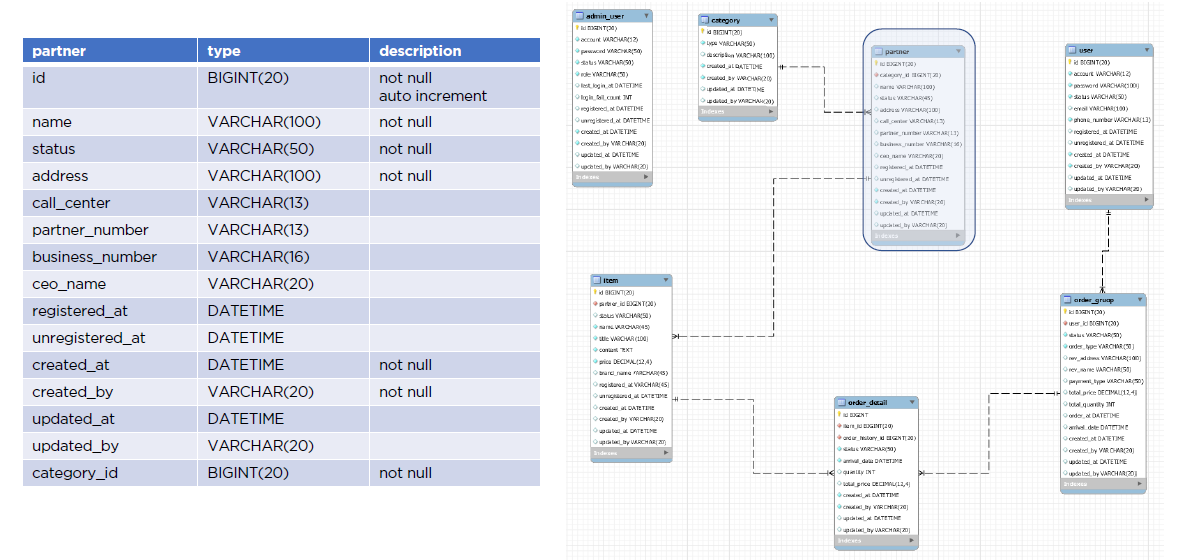 partner type description
id BIGINT(20) not null
auto increment
name VARCHAR(100) not null
status VARCHAR(50) not null
address VARCHAR(100) not null
call_center VARCHAR(13)
partner_number VARCHAR(13)
business_number VARCHAR(16)
ceo_name VARCHAR(20)
registered_at DATETIME
unregistered_at DATETIME
created_at DATETIME not null
created_by VARCHAR(20) not null
updated_at DATETIME
updated_by VARCHAR(20)
category_id BIGINT(20) not null
admin_user
id BIGINT(20)
account VARCHAR(12)
password VARCHAR(50)
status VARCHAR(50)
role VARCHAR(50)
last_login_at DATETIME
login_fail_count INT
registered_at DATETIME
unregistered_at DATETIME
created_at DATETIME
created_by VARCHAR(20)
updated_at DATETIME
updated_by VARCHAR(20)
Indexes
category
id BIGINT(20)
type VARCHAR(50)
description VARCHAR(100)
created_at DATETIME
created_by VARCHAR(20)
updated_at DATETIME
updated_by VARCHAR(20)
Indexes
partner
id BIGINT(20)
category_id BIGINT(20)
name VARCHAR(100)
status VARCHAR(45)
address VARCHAR(100)
call_center VARCHAR(13)
partner_number VARCHAR(13)
business_number VARCHAR(16)
ceo_name VARCHAR(20)
registered_at DATETIME
unregistered_at DATETIME
created_at DATETIME
created_by VARCHAR(20)
updated_at DATETIME
updated_by VARCHAR(20)
Indexes
user
id BIGINT(20)
account VARCHAR(12)
password VARCHAR(100)
status VARCHAR(50)
email VARCHAR(100)
phone_number VARCHAR(13)
registered_at DATETIME
unregistered_at DATETIME
created_at DATETIME
created_by VARCHAR(20)
updated_at DATETIME
updated_by VARCHAR(20)
Indexes
item
id BIGINT(20)
partner_id BIGINT(20)
status VARCHAR(50)
name VARCHAR(45)
title VARCHAR(100)
content TEXT
price DECIMAL(12,4)
brand_name VARCHAR(45)
registered_at VARCHAR(45)
unregistered_at DATETIME
created_at DATETIME
created_by VARCHAR(20)
updated_at DATETIME
updated_by VARCHAR(20)
Indexes
order_detail
id BIGINT
item_id BIGINT(20)
order_history_id BIGINT(20)
status VARCHAR(50)
arrival_date DATETIME
quantity INT
total_price DECIMAL(12,4)
created_at DATETIME
created_by VARCHAR(20)
updated_at DATETIME
updated_by VARCHAR(20)
Indexes
order_gruop
id BIGINT(20)
user_id BIGINT(20)
status VARCHAR(50)
order_type VARCHAR(50)
rev_address VARCHAR(100)
rev_name VARCHAR(50)
payment_type VARCHAR(50)
total_price DECIMAL(12,4)
total_quantity INT
order_at DATETIME
arrival_date DATETIME
created_at DATETIME
created_by VARCHAR(20)
updated_at DATETIME
updated_by VARCHAR(20)
Indexes